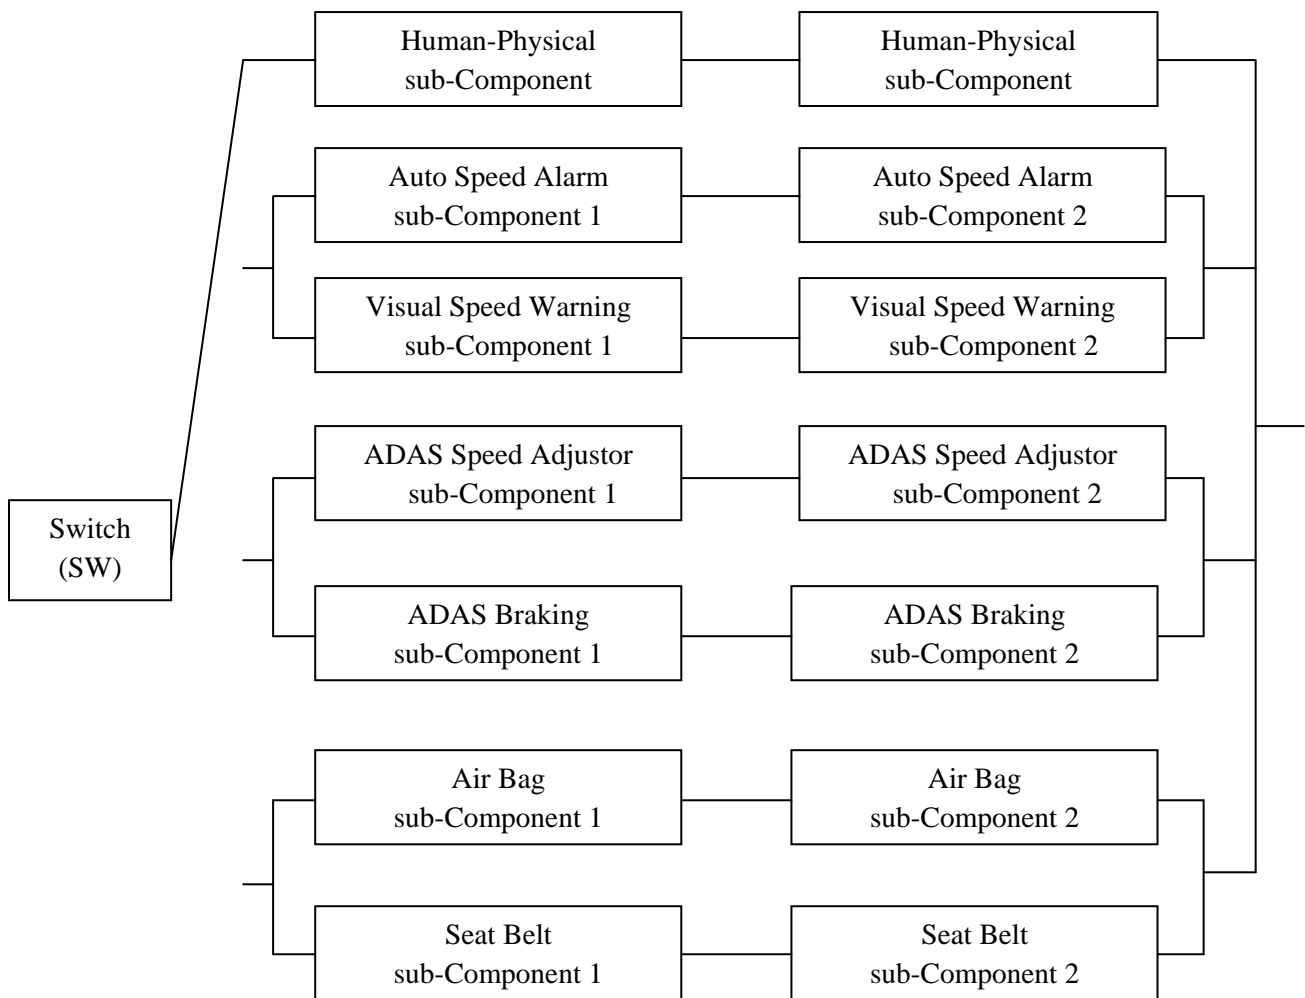 Human-Physical
sub-Component
Human-Physical
sub-Component
Auto Speed Alarm
sub-Component 1
Auto Speed Alarm
sub-Component 2
Visual Speed Warning
sub-Component 1
Visual Speed Warning
sub-Component 2
ADAS Speed Adjustor
sub-Component 1
ADAS Speed Adjustor
sub-Component 2
Switch
(SW)
ADAS Braking
sub-Component 1
ADAS Braking
sub-Component 2
Air Bag
sub-Component 1
Air Bag
sub-Component 2
Seat Belt
sub-Component 1
Seat Belt
sub-Component 2